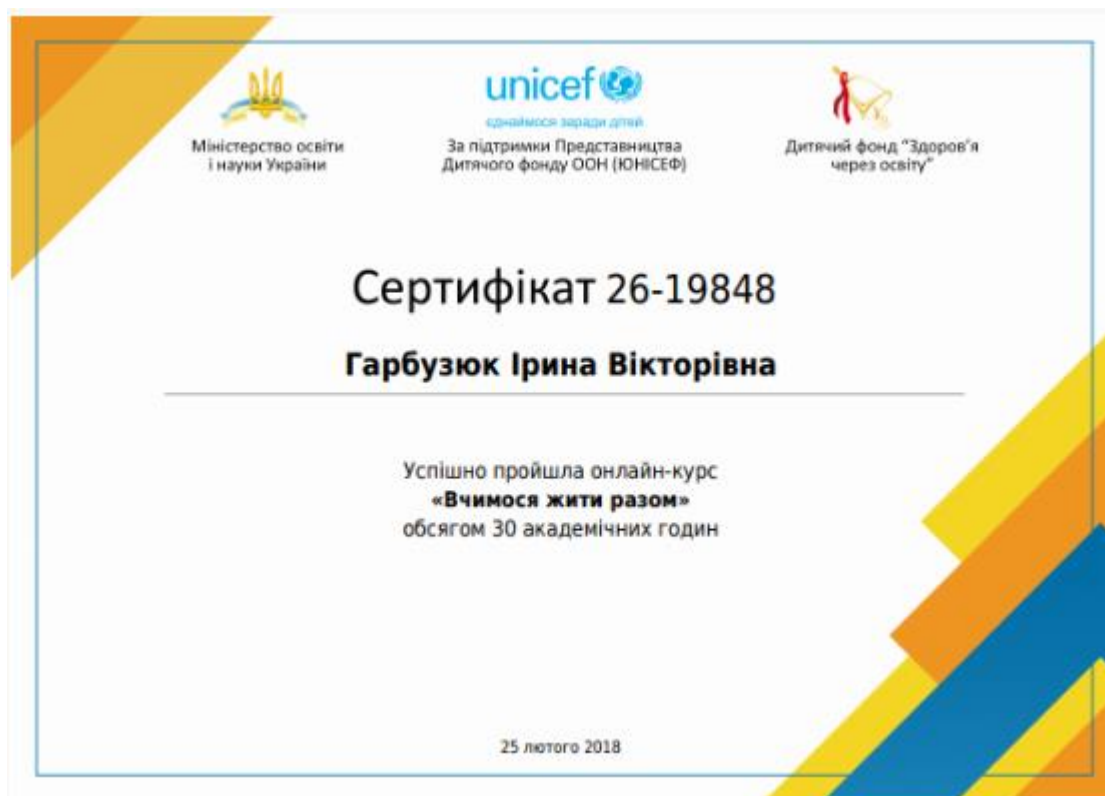 Міністерство освіти
і науки України
unicef
єднаймося заради дітей
За підтримки Представництва
Дитячого фонду ООН (ЮНІСЕФ)
Дитячий фонд "Здоров'я
через освіту"
Сертифікат 26-19848
Гарбузюк Ірина Вікторівна
Успішно пройшла онлайн-курс
«Вчимося жити разом»
обсягом 30 академічних годин
25 лютого 2018